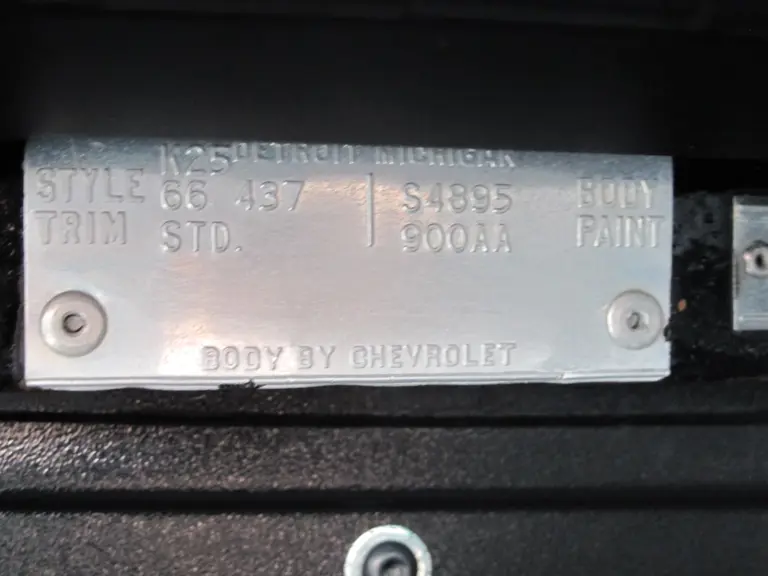 K25 DETROIT MICHIGAN
STYLE 66 437 S4895 BODY
TRIM STD. 900AA PAINT
BODY BY CHEVROLET